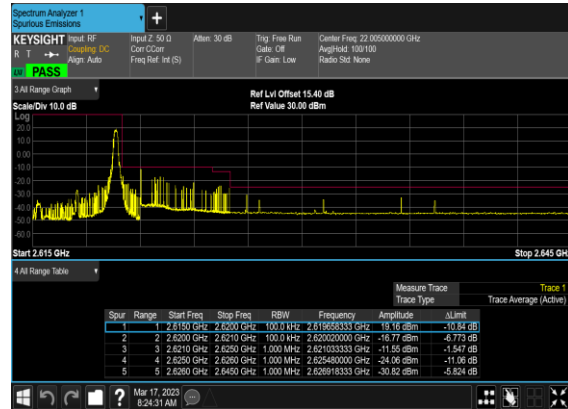 Spectrum Analyzer 1
Spurious Emissions
KEYSIGHT Input: RF Input Z: 50 Ω Atten: 30 dB Trig: Free Run Center Freq: 22.005000000 GHz
R T Coupling: DC Corr CCorr Gate: Off Avg|Hold: 100/100
Align: Auto Freq Ref: Int (S) IF Gain: Low Radio Std: None
PASS
3 All Range Graph
Ref Lvl Offset 15.40 dB
Scale/Div 10.0 dB Ref Value 30.00 dBm
Log
20.0
10.0
0.00
-10.0
-20.0
-30.0
-40.0
-50.0
-60.0
Start 2.615 GHz Stop 2.645 GHz
4 All Range Table
Measure Trace Trace 1
Trace Type Trace Average (Active)
Spur Range Start Freq Stop Freq RBW Frequency Amplitude ΔLimit
1 1 2.6150 GHz 2.6200 GHz 100.0 kHz 2.619658333 GHz 19.16 dBm -10.84 dB
2 2 2.6200 GHz 2.6210 GHz 100.0 kHz 2.620020000 GHz -16.77 dBm -6.773 dB
3 3 2.6210 GHz 2.6250 GHz 1.000 MHz 2.621033333 GHz -11.55 dBm -1.547 dB
4 4 2.6250 GHz 2.6260 GHz 1.000 MHz 2.625480000 GHz -24.06 dBm -11.06 dB
5 5 2.6260 GHz 2.6450 GHz 1.000 MHz 2.626918333 GHz -30.82 dBm -5.824 dB
Mar 17, 2023
8:24:31 AM